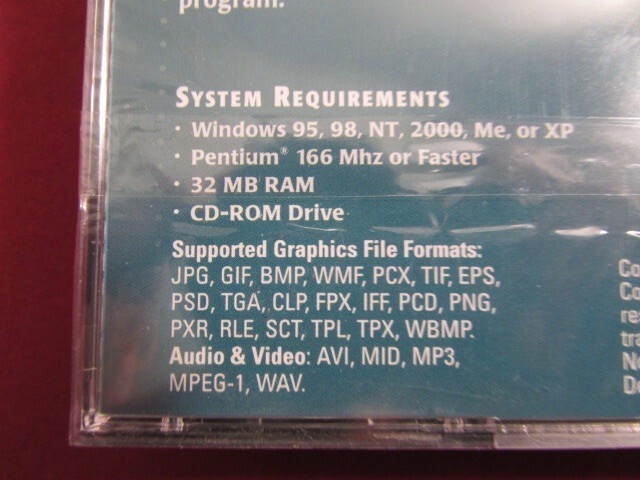 program.
SYSTEM REQUIREMENTS
· Windows 95, 98, NT, 2000, Me, or XP
· Pentium® 166 Mhz or Faster
· 32 MB RAM
· CD-ROM Drive
Supported Graphics File Formats:
JPG, GIF, BMP, WMF, PCX, TIF, EPS,
PSD, TGA, CLP, FPX, IFF, PCD, PNG,
PXR, RLE, SCT, TPL, TPX, WBMP.
Audio & Video: AVI, MID, MP3,
MPEG-1, WAV.